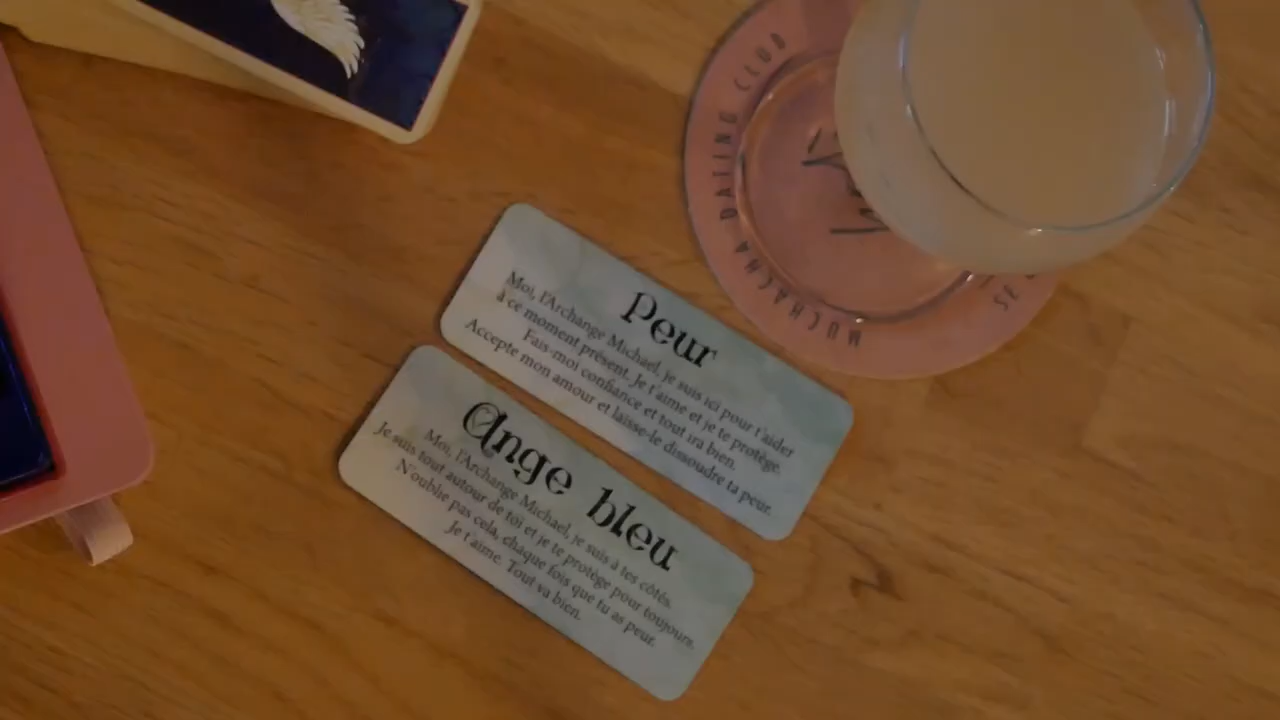 MUCHACHA DATING CLUB
Peur
Moi, l'Archange Michael, je suis ici pour t'aider
à ce moment présent. Je t'aime et je te protège.
Fais-moi confiance et tout ira bien.
Accepte mon amour et laisse-le dissoudre ta peur.
Ange bleu
Moi, l'Archange Michael, je suis à tes côtés.
Je suis tout autour de toi et je te protège pour toujours.
N'oublie pas cela, chaque fois que tu as peur.
Je t'aime. Tout va bien.